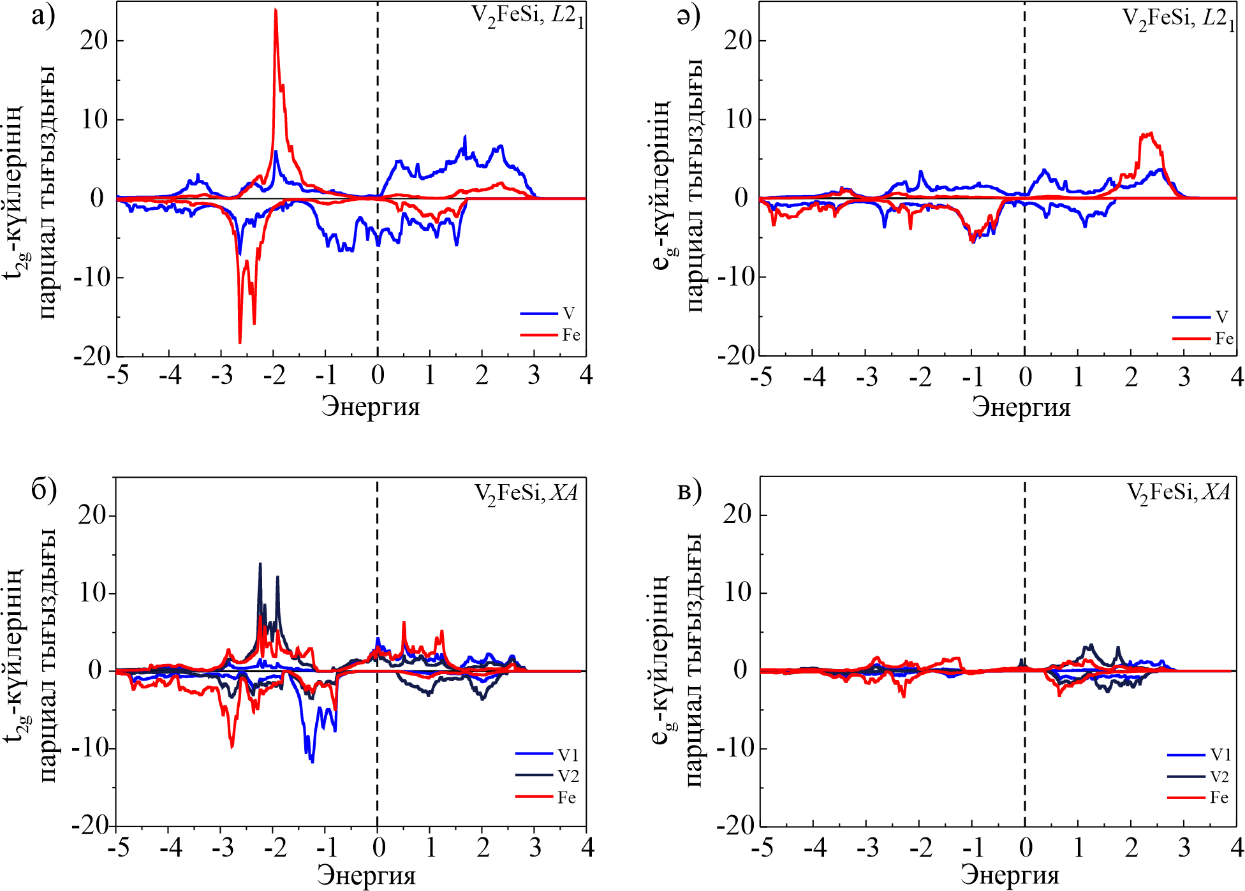 а)
V₂FeSi, L2₁
t₂g-күйлерінің
парциал тығыздығы
20
10
0
-10
-20
V
Fe
-5 -4 -3 -2 -1 0 1 2 3 4
Энергия
ә)
V₂FeSi, L2₁
eg-күйлерінің
парциал тығыздығы
20
10
0
-10
-20
V
Fe
-5 -4 -3 -2 -1 0 1 2 3 4
Энергия
б)
V₂FeSi, XA
t₂g-күйлерінің
парциал тығыздығы
20
10
0
-10
-20
V1
V2
Fe
-5 -4 -3 -2 -1 0 1 2 3 4
Энергия
в)
V₂FeSi, XA
eg-күйлерінің
парциал тығыздығы
20
10
0
-10
-20
V1
V2
Fe
-5 -4 -3 -2 -1 0 1 2 3 4
Энергия